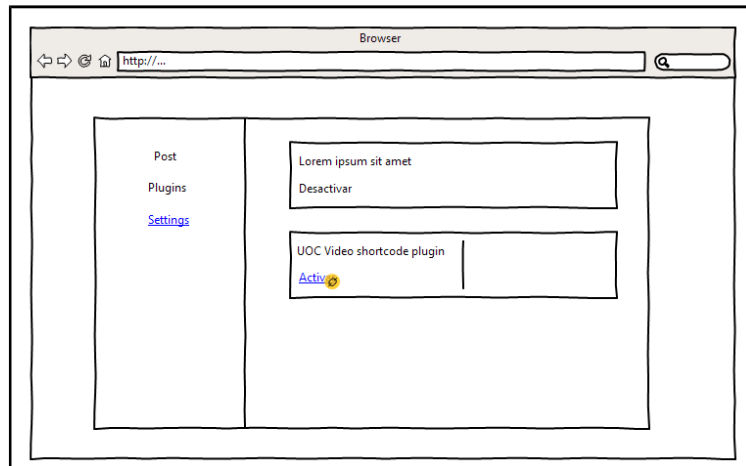 Browser
http://...
Post
Plugins
Settings
Lorem ipsum sit amet
Desactivar
UOC Video shortcode plugin